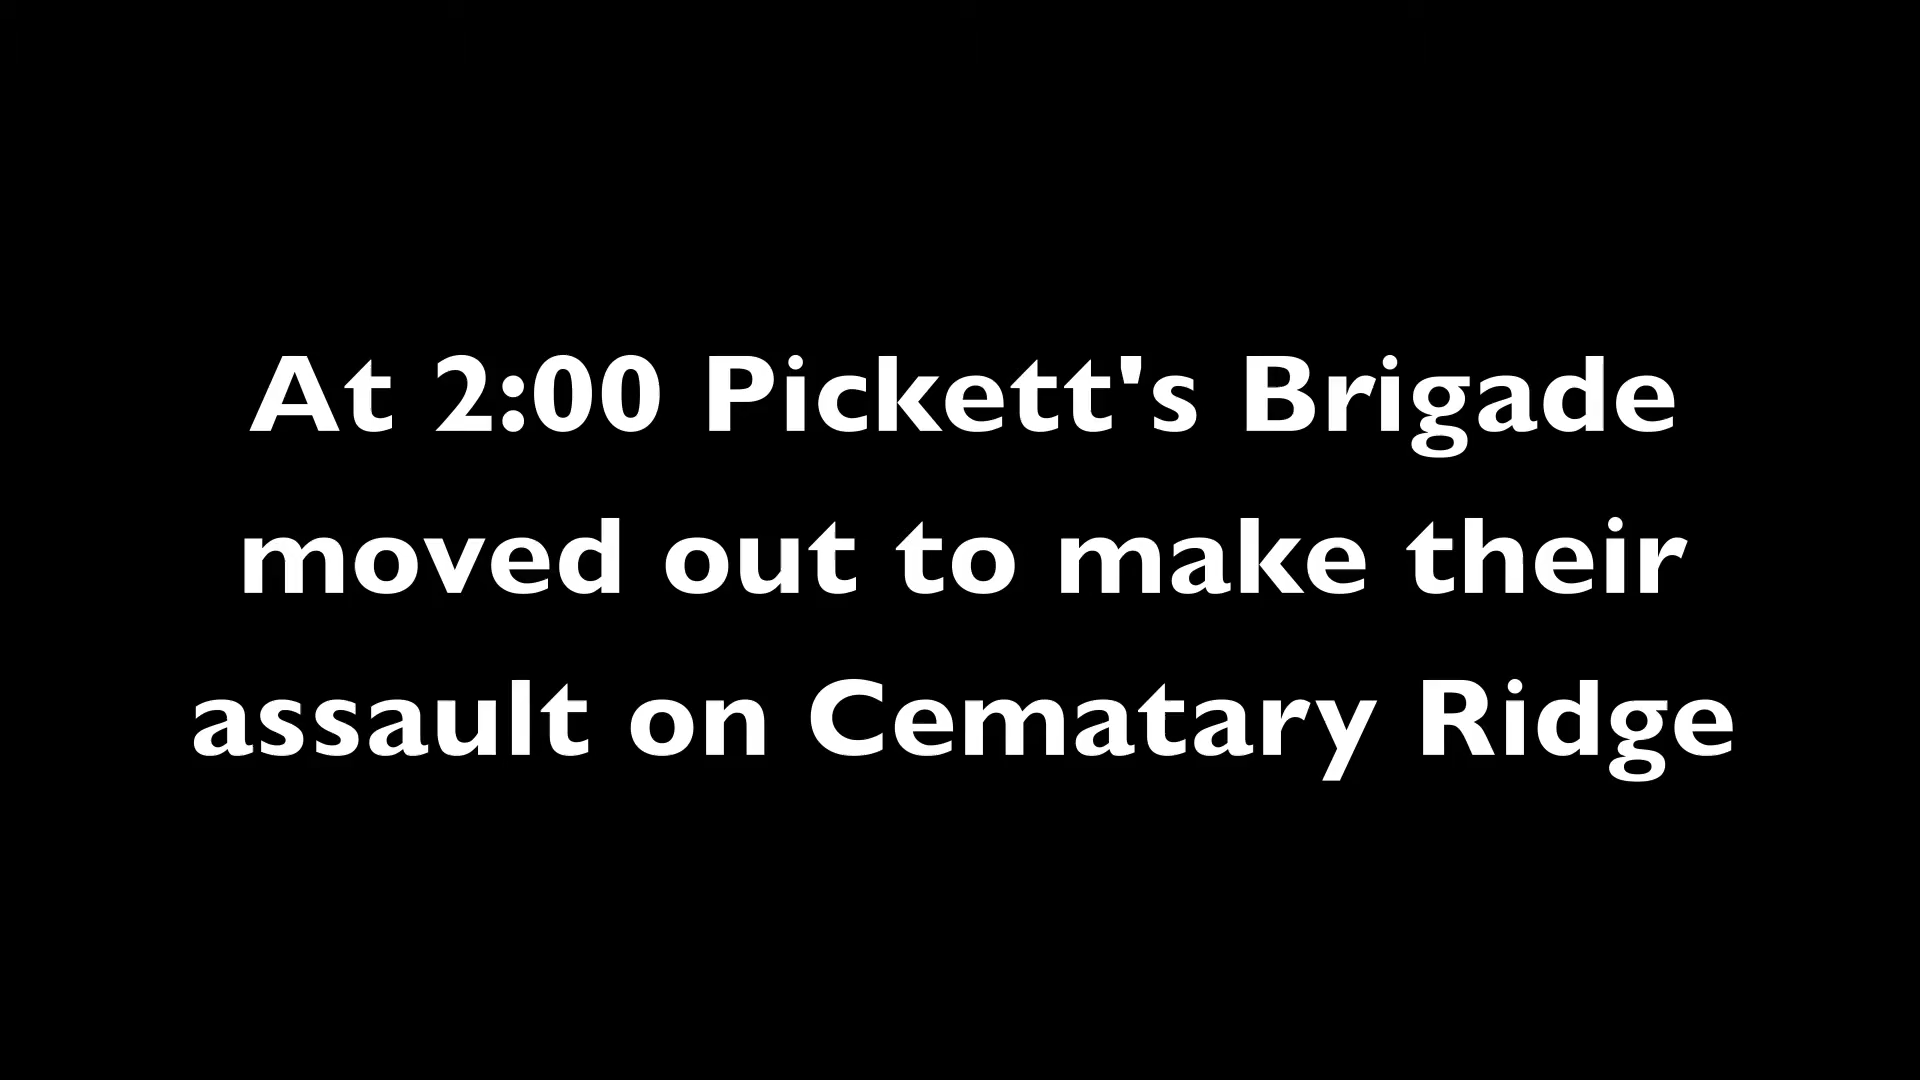 At 2:00 Pickett's Brigade
moved out to make their
assault on Cematary Ridge